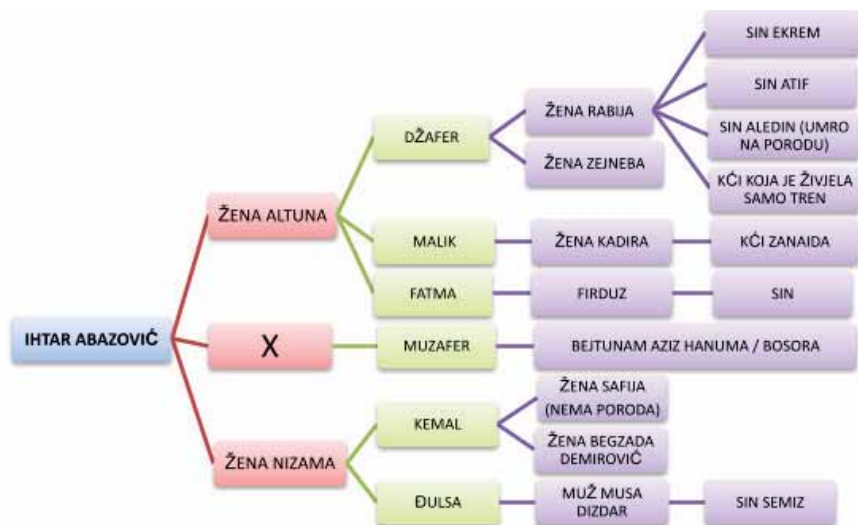 IHTAR ABAZOVIĆ
ŽENA ALTUNA
DŽAFER
ŽENA RABIJA
SIN EKREM
SIN ATIF
SIN ALEDIN (UMRO
NA PORODU)
KĆI KOJA JE ŽIVJELA
SAMO TREN
ŽENA ZEJNEBA
MALIK
ŽENA KADIRA
KĆI ZANAIDA
FATMA
FIRDUZ
SIN
X
MUZAFER
BEJTUNAM AZIZ HANUMA / BOSORA
ŽENA NIZAMA
KEMAL
ŽENA SAFIJA
(NEMA PORODA)
ŽENA BEGZADA
DEMIROVIĆ
ĐULSA
MUŽ MUSA
DIZDAR
SIN SEMIZ